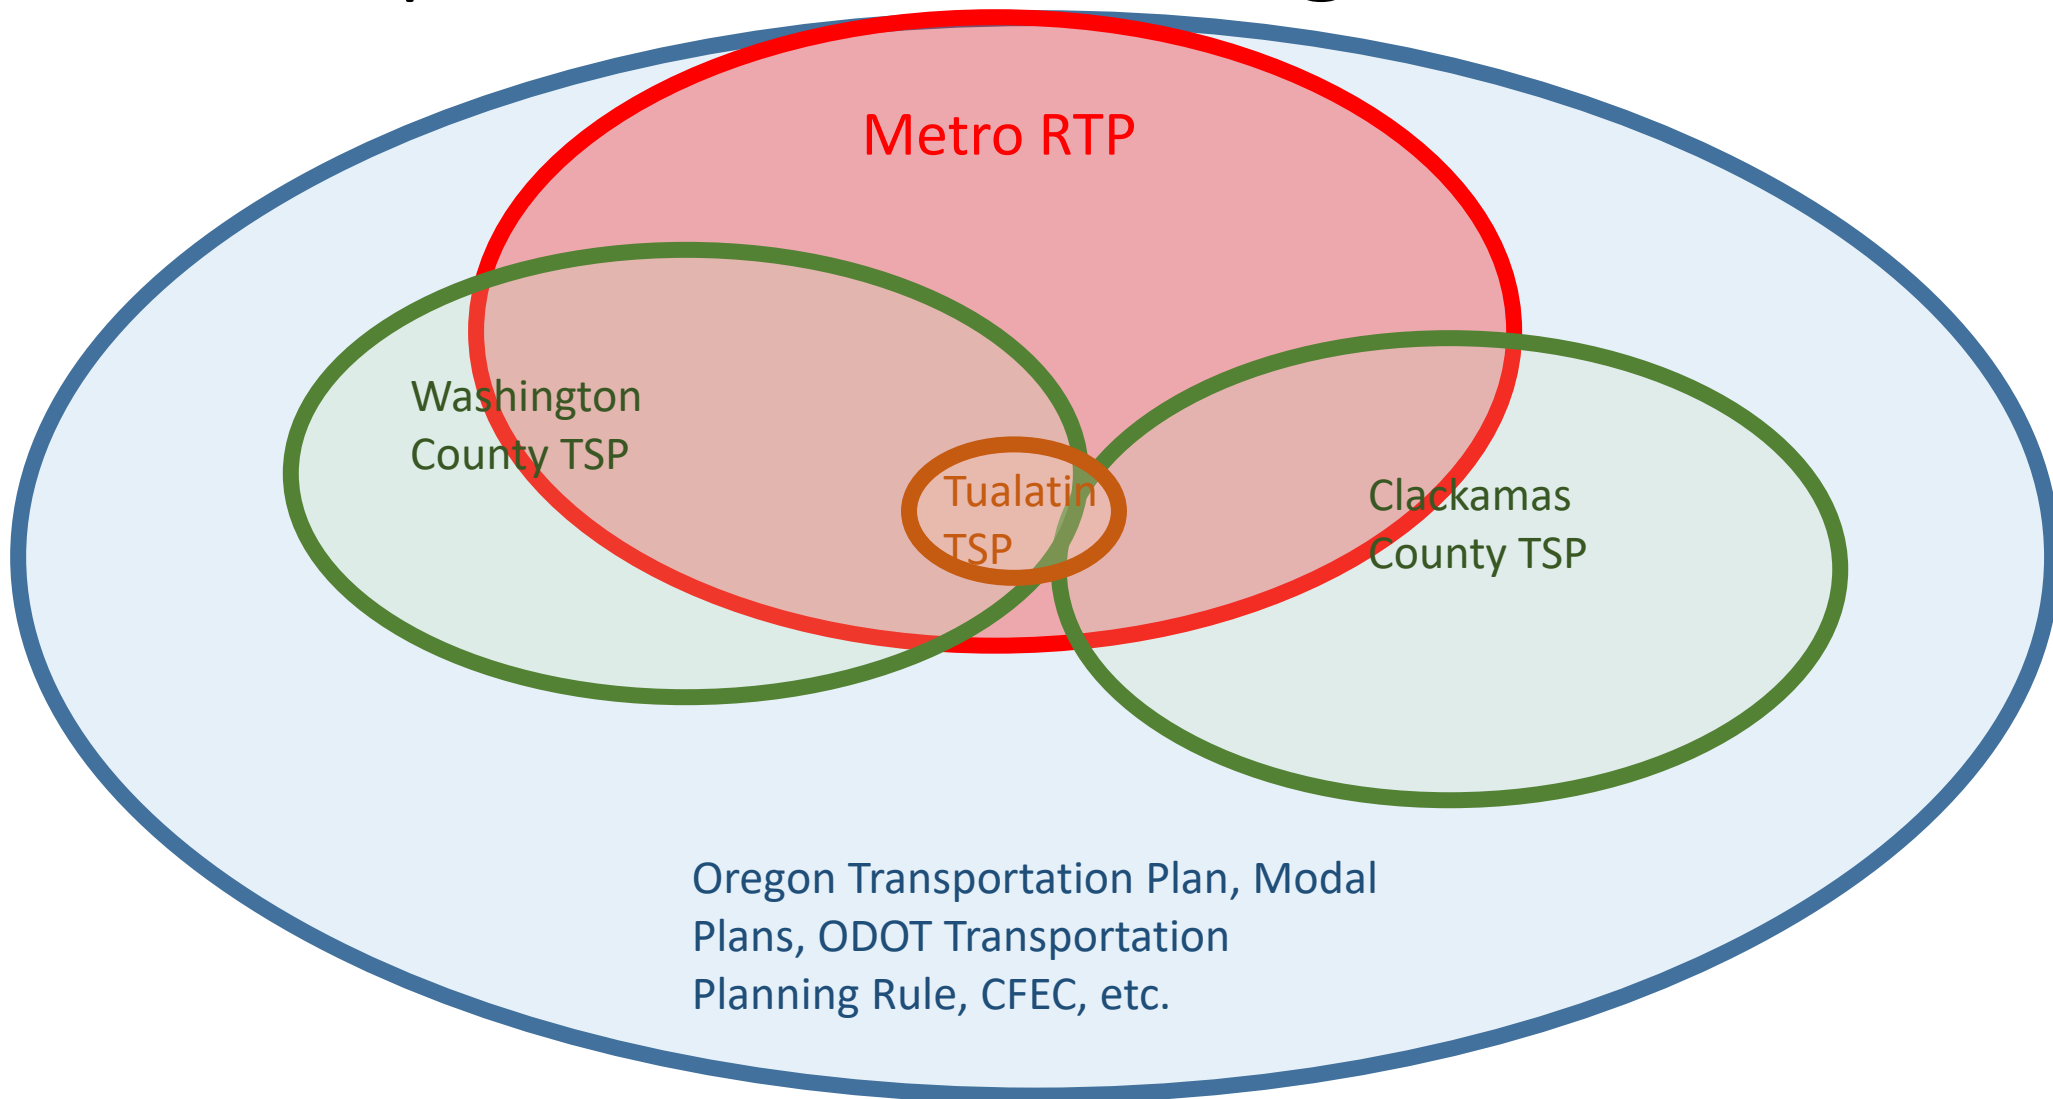 Metro RTP
Washington
County TSP
Tualatin
TSP
Clackamas
County TSP
Oregon Transportation Plan, Modal
Plans, ODOT Transportation
Planning Rule, CFEC, etc.